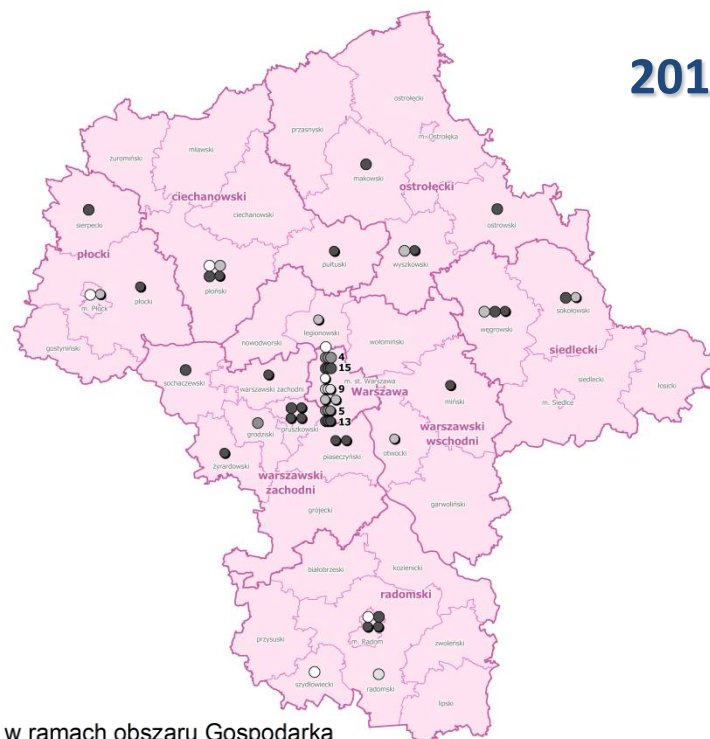 201
ostrołęcki
przasnyski
m. Ostrołęka
mławski
żuromiński
makowski
ostrołęcki
ciechanowski
ciechanowski
ostrowski
sierpecki
płocki
pułtuski
wyszkowski
płoński
płocki
m. Płock
węgrowski
sokołowski
legionowski
nowodworski
wołomiński
gostyniński
siedlecki
4
15
sochaczewski
warszawski zachodni
m. st. Warszawa
siedlecki
łosicki
Warszawa
9
miński
m. Siedlce
5
pruszkowski
13
grodziski
warszawski
wschodni
piaseczyński
otwocki
żyrardowski
warszawski
zachodni
garwoliński
grójecki
białobrzeski
kozienicki
radomski
przysuski
m. Radom
zwoleński
szydłowiecki
radomski
lipski
w ramach obszaru Gospodarka